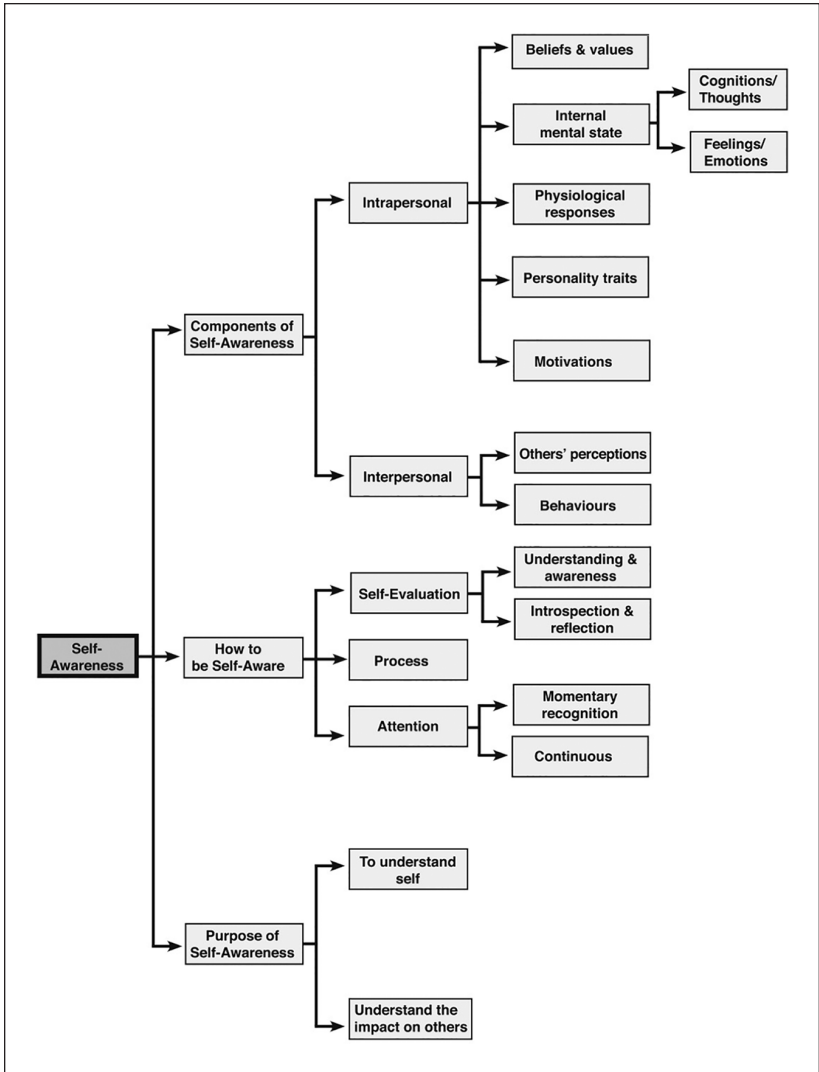 Beliefs & values
Cognitions/
Thoughts
Internal
mental state
Feelings/
Emotions
Intrapersonal
Physiological
responses
Personality traits
Components of
Self-Awareness
Motivations
Others’ perceptions
Interpersonal
Behaviours
Understanding &
awareness
Self-Evaluation
Introspection &
reflection
Self-
Awareness
How to
be Self-Aware
Process
Momentary
recognition
Attention
Continuous
To understand
self
Purpose of
Self-Awareness
Understand the
impact on others